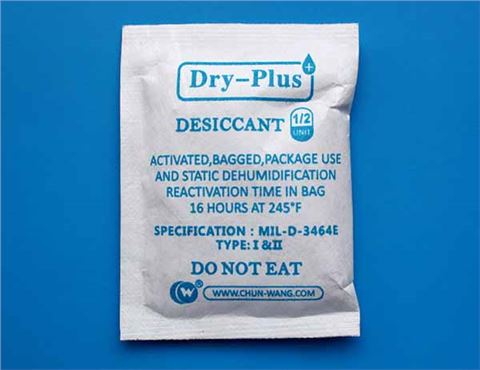 Dry-Plus +
DESICCANT 1/2 UNIT
ACTIVATED,BAGGED,PACKAGE USE
AND STATIC DEHUMIDIFICATION
REACTIVATION TIME IN BAG
16 HOURS AT 245°F
SPECIFICATION : MIL-D-3464E
TYPE: I &II
DO NOT EAT
CW ® WWW.CHUN-WANG.COM